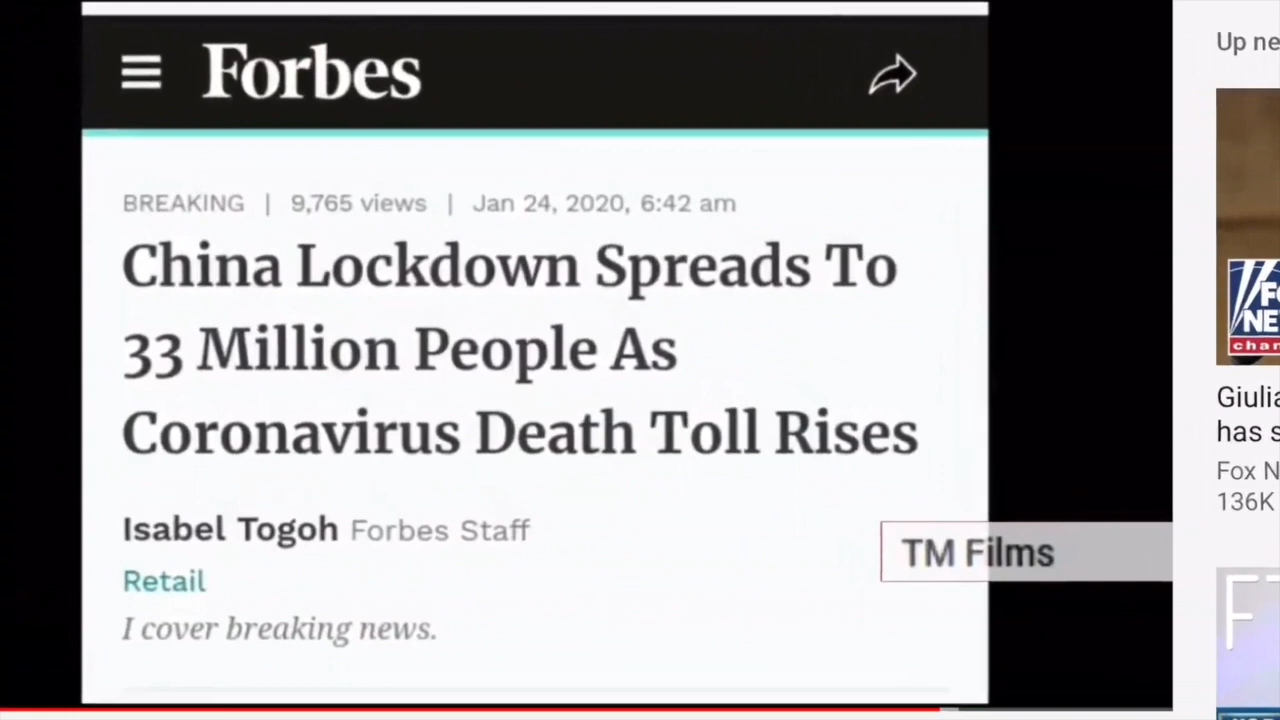 Forbes
BREAKING | 9,765 views | Jan 24, 2020, 6:42 am
China Lockdown Spreads To
33 Million People As
Coronavirus Death Toll Rises
Isabel Togoh Forbes Staff
Retail
I cover breaking news.
TM Films
Up
has
Fox
136K